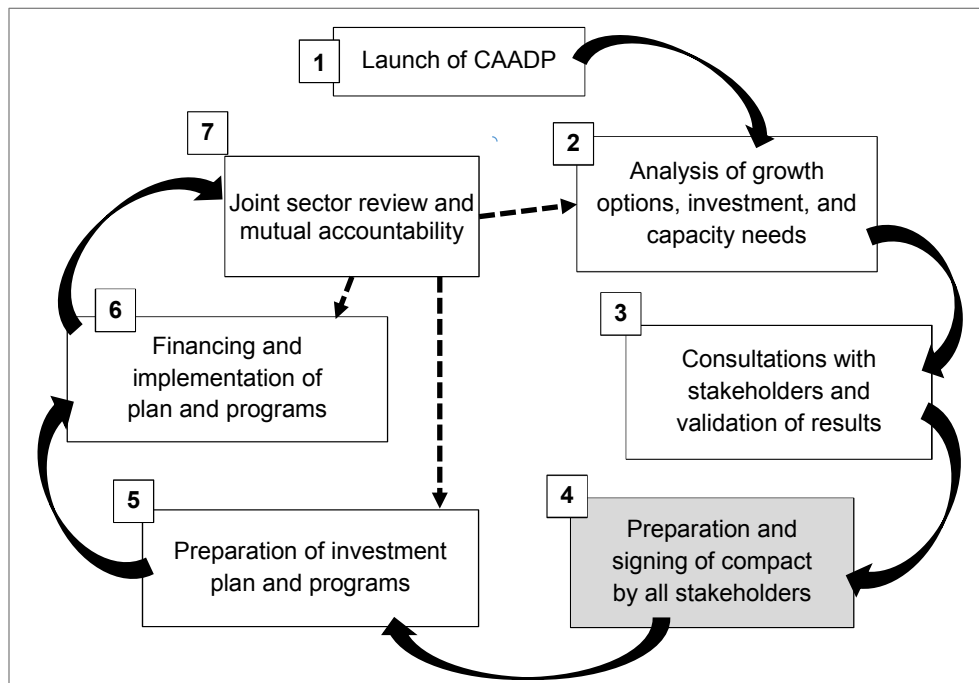 1
Launch of CAADP
2
Analysis of growth
options, investment, and
capacity needs
3
Consultations with
stakeholders and
validation of results
4
Preparation and
signing of compact
by all stakeholders
5
Preparation of investment
plan and programs
6
Financing and
implementation of
plan and programs
7
Joint sector review and
mutual accountability